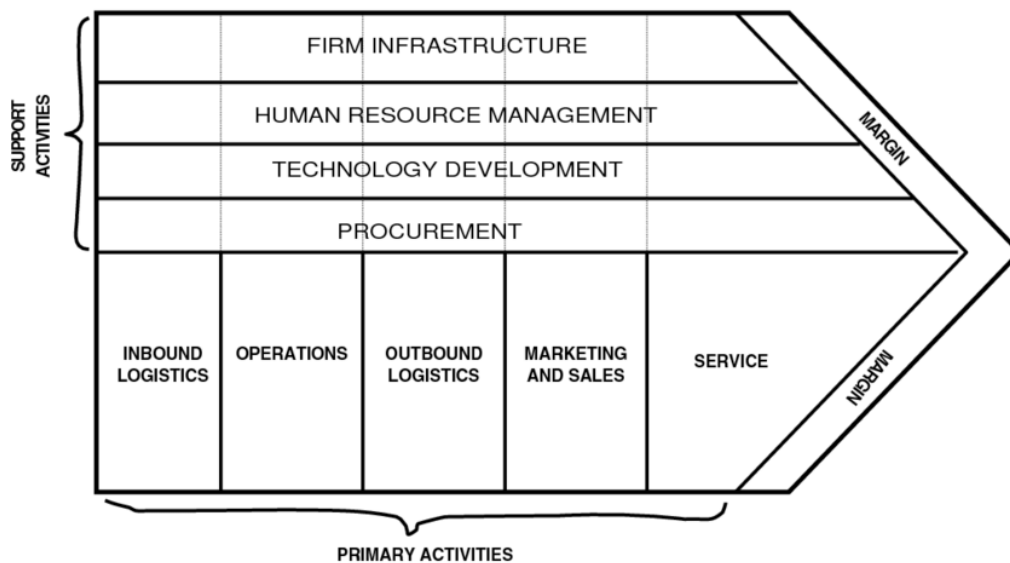 SUPPORT
ACTIVITIES
FIRM INFRASTRUCTURE
HUMAN RESOURCE MANAGEMENT
TECHNOLOGY DEVELOPMENT
PROCUREMENT
MARGIN
INBOUND
LOGISTICS
OPERATIONS
OUTBOUND
LOGISTICS
MARKETING
AND SALES
SERVICE
MARGIN
PRIMARY ACTIVITIES